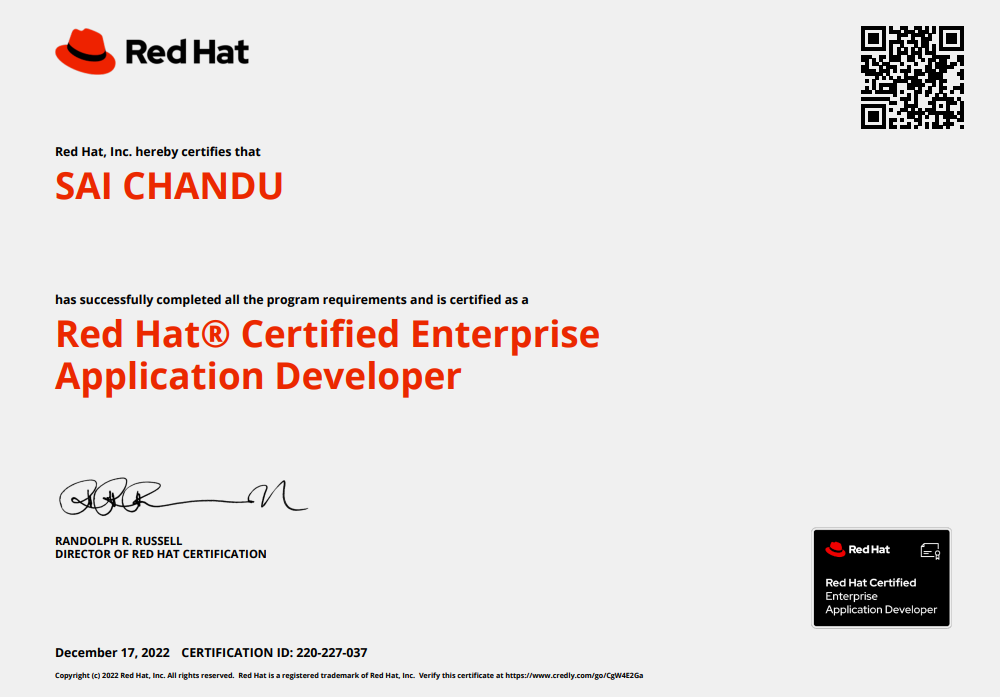 Red Hat
Red Hat, Inc. hereby certifies that
SAI CHANDU
has successfully completed all the program requirements and is certified as a
Red Hat® Certified Enterprise
Application Developer
RANDOLPH R. RUSSELL
DIRECTOR OF RED HAT CERTIFICATION
Red Hat
Red Hat Certified
Enterprise
Application Developer
December 17, 2022 CERTIFICATION ID: 220-227-037
Copyright (c) 2022 Red Hat, Inc. All rights reserved. Red Hat is a registered trademark of Red Hat, Inc. Verify this certificate at https://www.credly.com/go/CgW4E2Ga